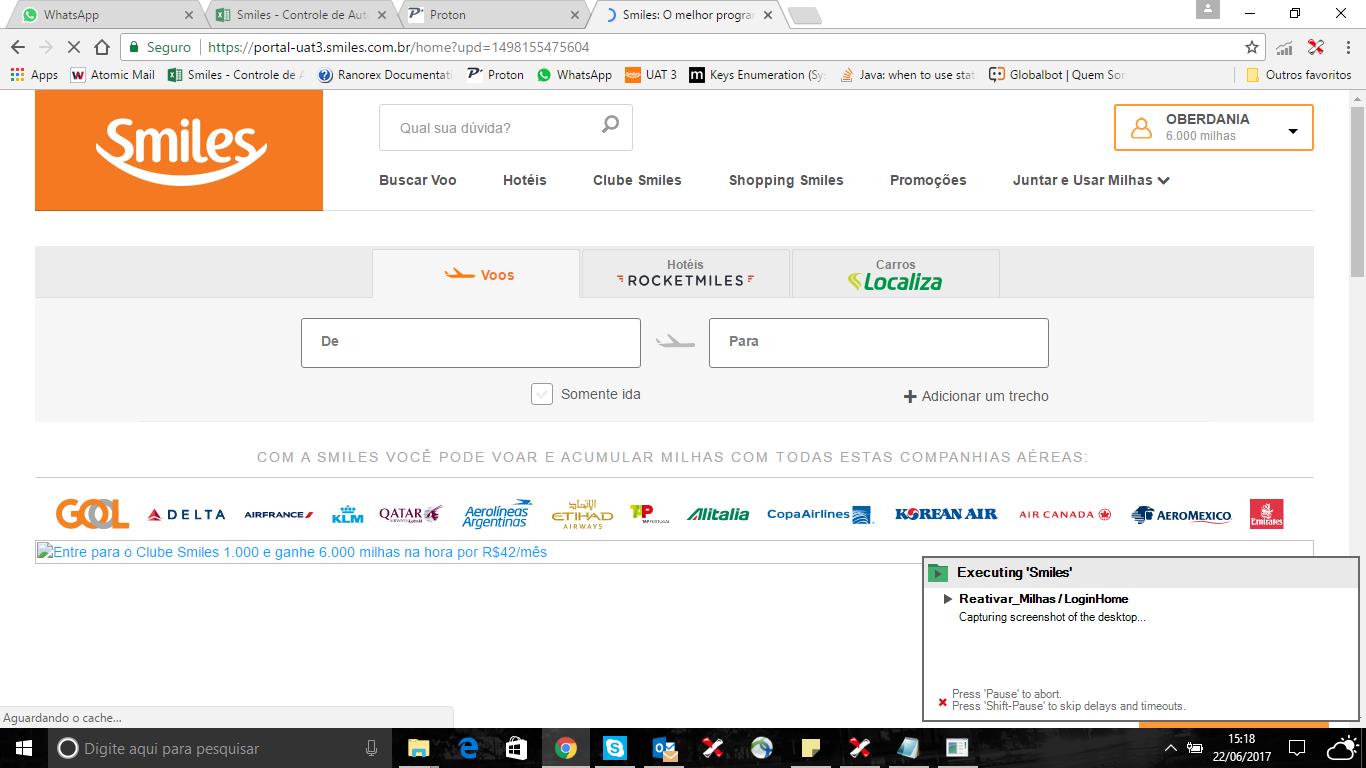 WhatsApp
Smiles - Controle de Aut
Proton
Smiles: O melhor progra
Seguro
https://portal-uat3.smiles.com.br/home?upd=1498155475604
Apps
Atomic Mail
Smiles - Controle de A
Ranorex Documentati
Proton
WhatsApp
UAT 3
Keys Enumeration (Sy
Java: when to use stat
Globalbot | Quem Sor
Outros favoritos
Smiles
Qual sua dúvida?
OBERDANIA
6.000 milhas
Buscar Voo
Hotéis
Clube Smiles
Shopping Smiles
Promoções
Juntar e Usar Milhas
Voos
Hotéis
ROCKETMILES
Carros
Localiza
De
Para
Somente ida
Adicionar um trecho
COM A SMILES VOCÊ PODE VOAR E ACUMULAR MILHAS COM TODAS ESTAS COMPANHIAS AÉREAS:
GOL
DELTA
AIRFRANCE
KLM
QATAR
AIRWAYS
Aerolíneas
Argentinas
ETIHAD
AIRWAYS
TAP
TAP PORTUGAL
Alitalia
CopaAirlines
KOREAN AIR
AIR CANADA
AEROMEXICO
Emirates
Entre para o Clube Smiles 1.000 e ganhe 6.000 milhas na hora por R$42/mês
Executing 'Smiles'
Reativar_Milhas / LoginHome
Capturing screenshot of the desktop...
Press 'Pause' to abort.
Press 'Shift-Pause' to skip delays and timeouts.
Aguardando o cache...
Digite aqui para pesquisar
15:18
22/06/2017